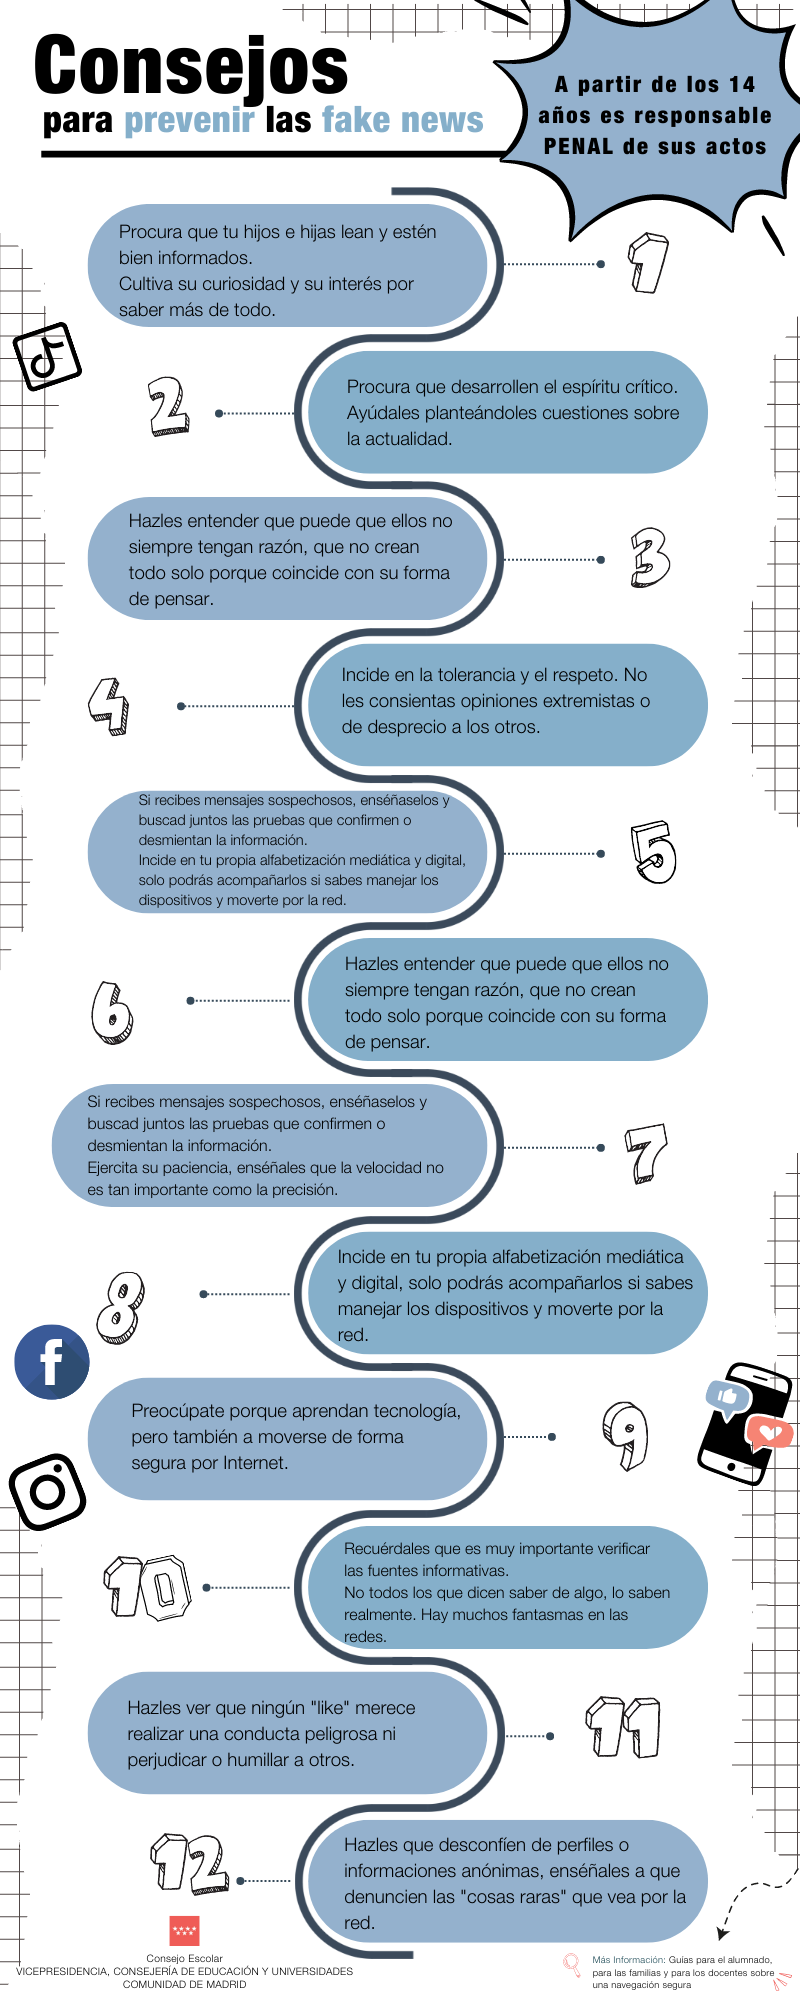 Consejos
para prevenir las fake news
A partir de los 14
años es responsable
PENAL de sus actos
Procura que tu hijos e hijas lean y estén
bien informados.
Cultiva su curiosidad y su interés por
saber más de todo.
1
2
Procura que desarrollen el espíritu crítico.
Ayúdales planteándoles cuestiones sobre
la actualidad.
Hazles entender que puede que ellos no
siempre tengan razón, que no crean
todo solo porque coincide con su forma
de pensar.
3
4
Incide en la tolerancia y el respeto. No
les consientas opiniones extremistas o
de desprecio a los otros.
Si recibes mensajes sospechosos, enséñaselos y
buscad juntos las pruebas que confirmen o
desmientan la información.
Incide en tu propia alfabetización mediática y digital,
solo podrás acompañarlos si sabes manejar los
dispositivos y moverte por la red.
5
6
Hazles entender que puede que ellos no
siempre tengan razón, que no crean
todo solo porque coincide con su forma
de pensar.
Si recibes mensajes sospechosos, enséñaselos y
buscad juntos las pruebas que confirmen o
desmientan la información.
Ejercita su paciencia, enséñales que la velocidad no
es tan importante como la precisión.
7
8
Incide en tu propia alfabetización mediática
y digital, solo podrás acompañarlos si sabes
manejar los dispositivos y moverte por la
red.
Preocúpate porque aprendan tecnología,
pero también a moverse de forma
segura por Internet.
9
10
Recuérdales que es muy importante verificar
las fuentes informativas.
No todos los que dicen saber de algo, lo saben
realmente. Hay muchos fantasmas en las
redes.
Hazles ver que ningún "like" merece
realizar una conducta peligrosa ni
perjudicar o humillar a otros.
11
12
Hazles que desconfíen de perfiles o
informaciones anónimas, enséñales a que
denuncien las "cosas raras" que vea por la
red.
Consejo Escolar
VICEPRESIDENCIA, CONSEJERÍA DE EDUCACIÓN Y UNIVERSIDADES
COMUNIDAD DE MADRID
Más Información: Guías para el alumnado,
para las familias y para los docentes sobre
una navegación segura